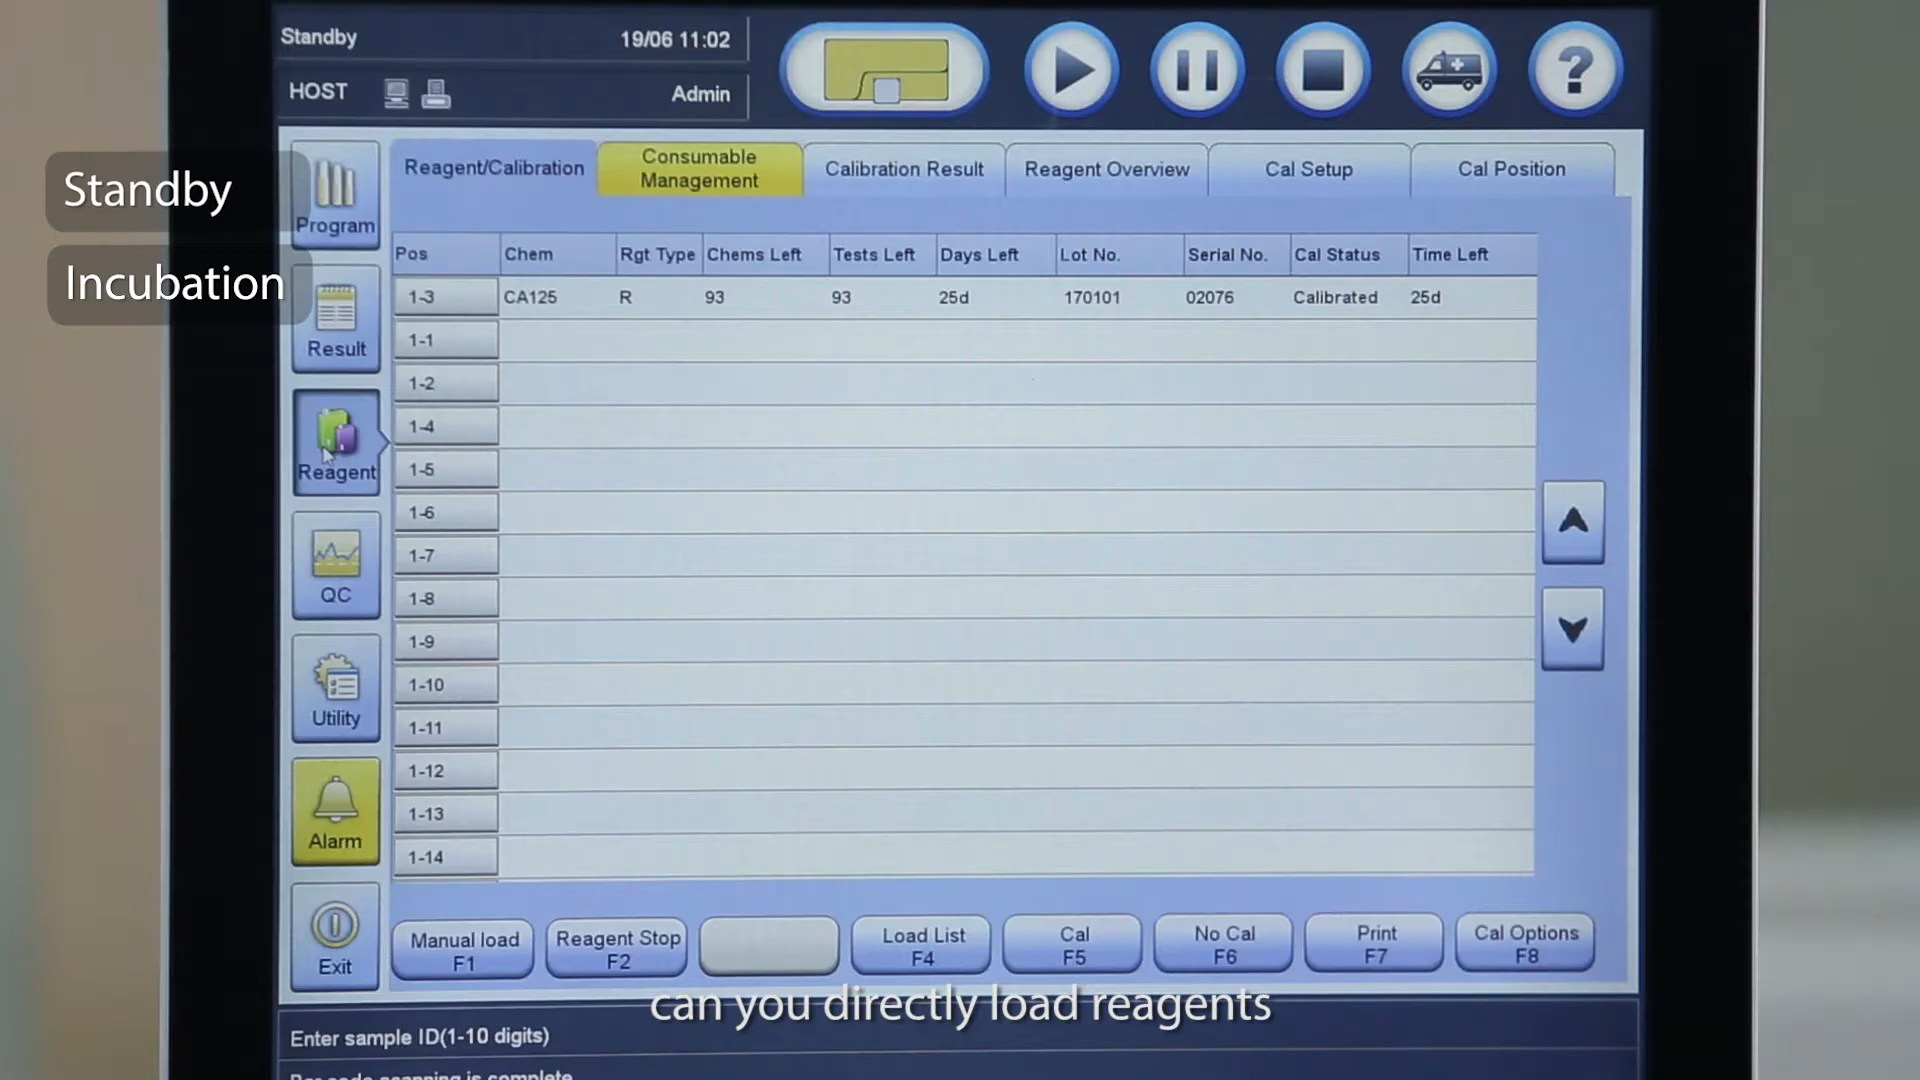 Standby
19/06 11:02
HOST
Admin
?
Standby
Incubation
Program
Result
Reagent
QC
Utility
Alarm
Exit
Reagent/Calibration
Consumable
Management
Calibration Result
Reagent Overview
Cal Setup
Cal Position
Pos Chem Rgt Type Chems Left Tests Left Days Left Lot No. Serial No. Cal Status Time Left
1-3 CA125 R 93 93 25d 170101 02076 Calibrated 25d
1-1
1-2
1-4
1-5
1-6
1-7
1-8
1-9
1-10
1-11
1-12
1-13
1-14
Manual load
F1
Reagent Stop
F2
Load List
F4
Cal
F5
No Cal
F6
Print
F7
Cal Options
F8
can you directly load reagents
Enter sample ID(1-10 digits)
Bar code scanning is complete